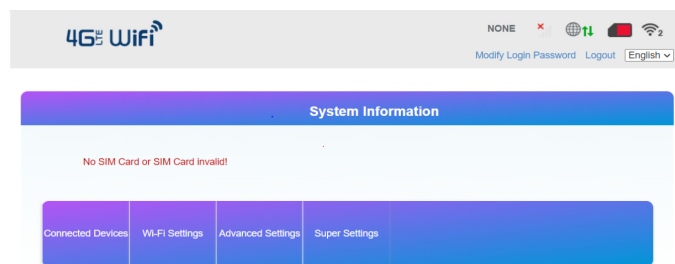 4G LTE WiFi
NONE
2
Modify Login Password Logout English
System Information
No SIM Card or SIM Card invalid!
Connected Devices Wi-Fi Settings Advanced Settings Super Settings